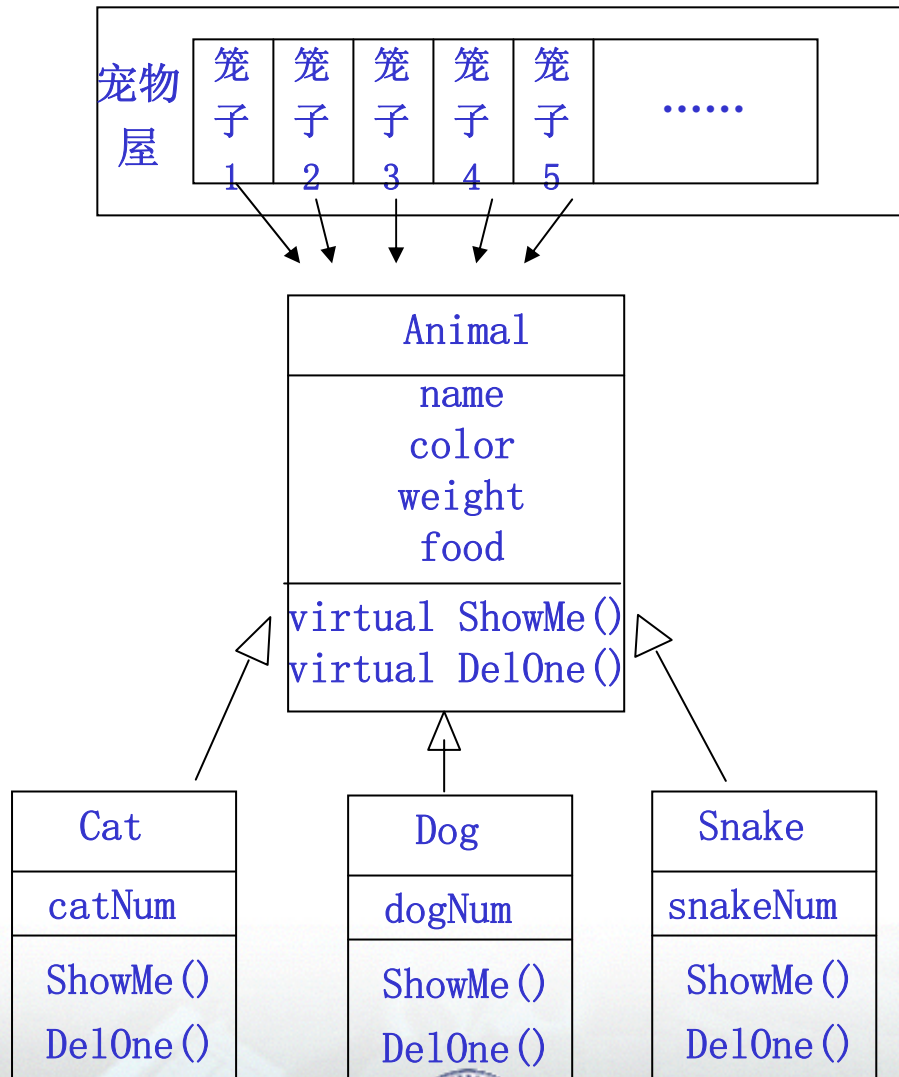 宠物屋
笼子1
笼子2
笼子3
笼子4
笼子5
······
Animal
name
color
weight
food
virtual ShowMe()
virtual DelOne()
Cat
catNum
ShowMe()
DelOne()
Dog
dogNum
ShowMe()
DelOne()
Snake
snakeNum
ShowMe()
DelOne()